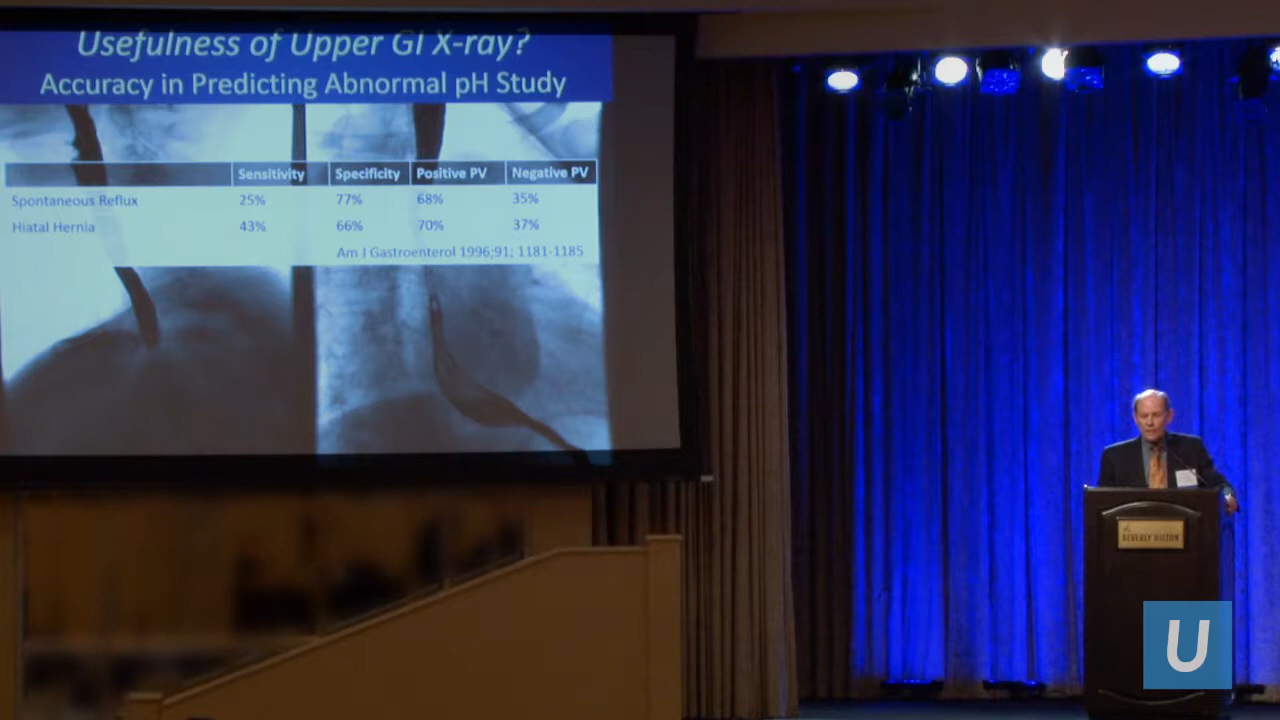 Usefulness of Upper GI X-ray?
Accuracy in Predicting Abnormal pH Study
Sensitivity Specificity Positive PV Negative PV
Spontaneous Reflux 25% 77% 68% 35%
Hiatal Hernia 43% 66% 70% 37%
Am J Gastroenterol 1996;91; 1181-1185
The
BEVERLY HILTON
U